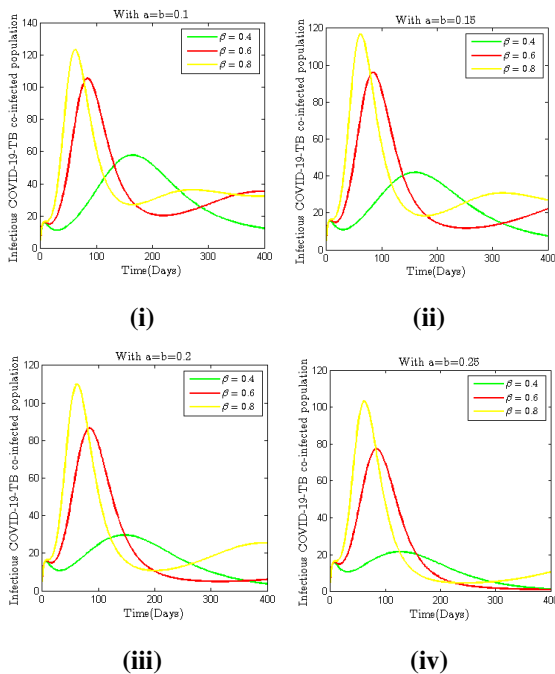 With a=b=0.1
Infectious COVID-19-TB co-infected population
140
120
100
80
60
40
20
0
0 100 200 300 400
Time(Days)
β = 0.4
β = 0.6
β = 0.8
(i)
With a=b=0.15
Infectious COVID-19-TB co-infected population
120
100
80
60
40
20
0
0 100 200 300 400
Time(Days)
β = 0.4
β = 0.6
β = 0.8
(ii)
With a=b=0.2
Infectious COVID-19-TB co-infected population
120
100
80
60
40
20
0
0 100 200 300 400
Time(Days)
β = 0.4
β = 0.6
β = 0.8
(iii)
With a=b=0.25
Infectious COVID-19-TB co-infected population
120
100
80
60
40
20
0
0 100 200 300 400
Time(Days)
β = 0.4
β = 0.6
β = 0.8
(iv)